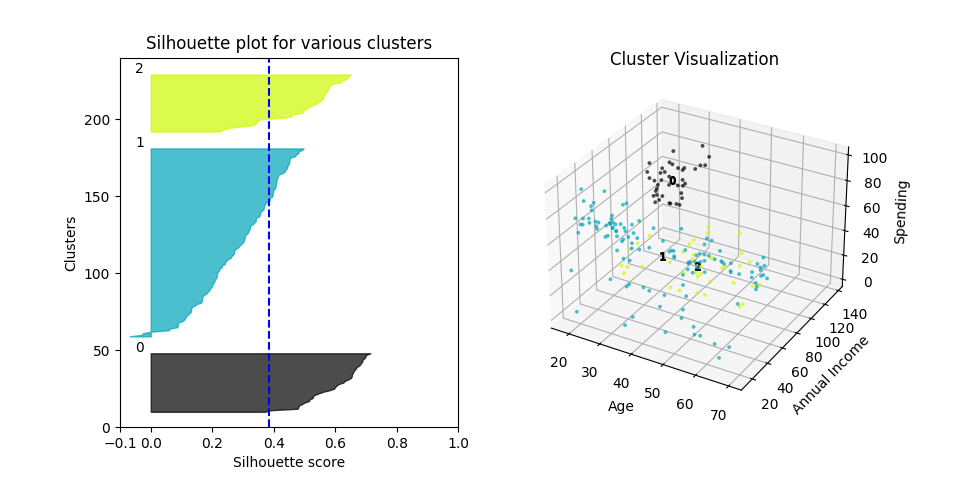 Silhouette plot for various clusters
2
1
0
200
150
100
50
0
Clusters
−0.1 0.0 0.2 0.4 0.6 0.8 1.0
Silhouette score
Cluster Visualization
0
1
2
100
80
60
40
20
0
Spending
20 30 40 50 60 70
Age
20 40 60 80 100 120 140
Annual Income